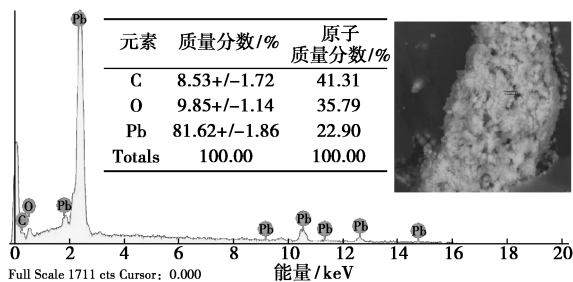 Pb
元素 质量分数/% 原子质量分数/%
C 8.53+/−1.72 41.31
O 9.85+/−1.14 35.79
Pb 81.62+/−1.86 22.90
Totals 100.00 100.00
C
O
Pb
Pb
Pb
Pb
Pb
Pb
0 2 4 6 8 10 12 14 16 18 20
Full Scale 1711 cts Cursor: 0.000
能量/keV